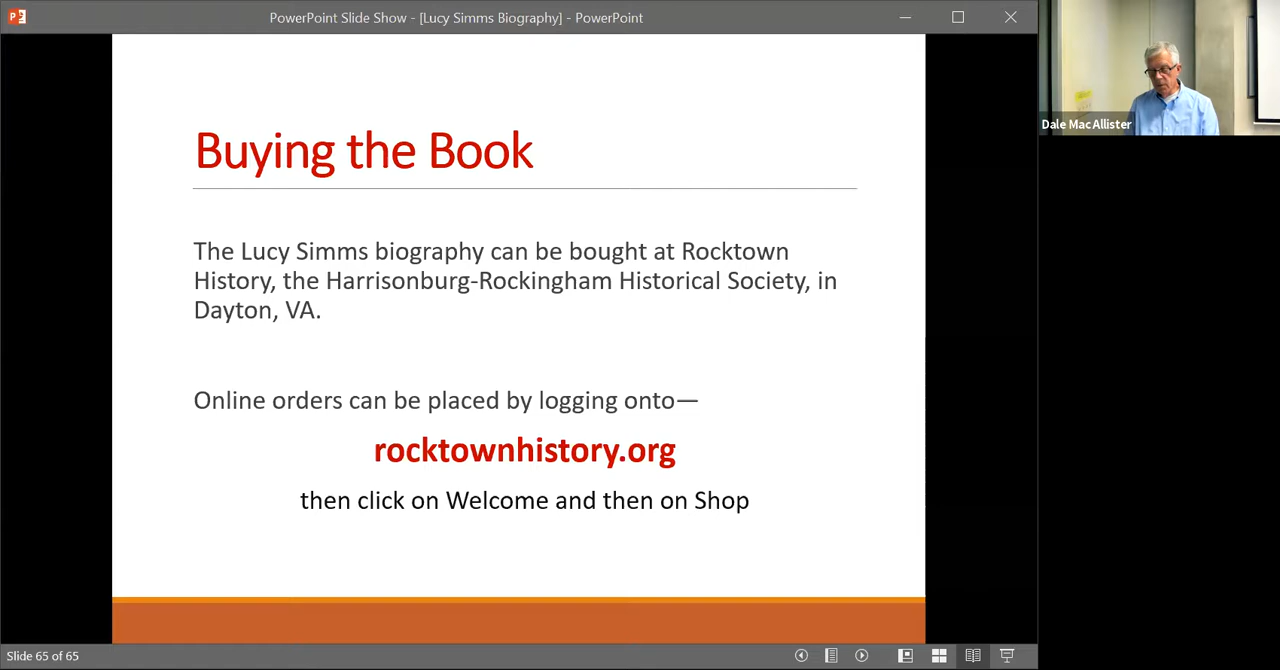 PowerPoint Slide Show - [Lucy Simms Biography] - PowerPoint
Dale Mac Allister
Buying the Book
The Lucy Simms biography can be bought at Rocktown
History, the Harrisonburg-Rockingham Historical Society, in
Dayton, VA.
Online orders can be placed by logging onto—
rocktownhistory.org
then click on Welcome and then on Shop
Slide 65 of 65